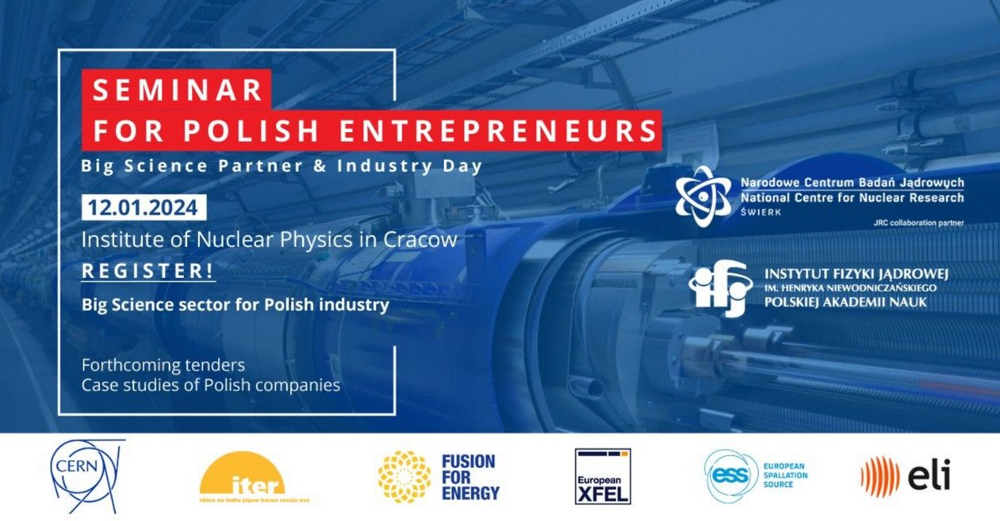 SEMINAR
FOR POLISH ENTREPRENEURS
Big Science Partner & Industry Day
12.01.2024
Institute of Nuclear Physics in Cracow
REGISTER!
Big Science sector for Polish industry
Forthcoming tenders
Case studies of Polish companies
Narodowe Centrum Badań Jądrowych
National Centre for Nuclear Research
ŚWIERK
JRC collaboration partner
ifj
INSTYTUT FIZYKI JĄDROWEJ
IM. HENRYKA NIEWODNICZAŃSKIEGO
POLSKIEJ AKADEMII NAUK
CERN
iter
china eu india japan korea russia usa
FUSION
FOR
ENERGY
European
XFEL
ess
EUROPEAN
SPALLATION
SOURCE
eli